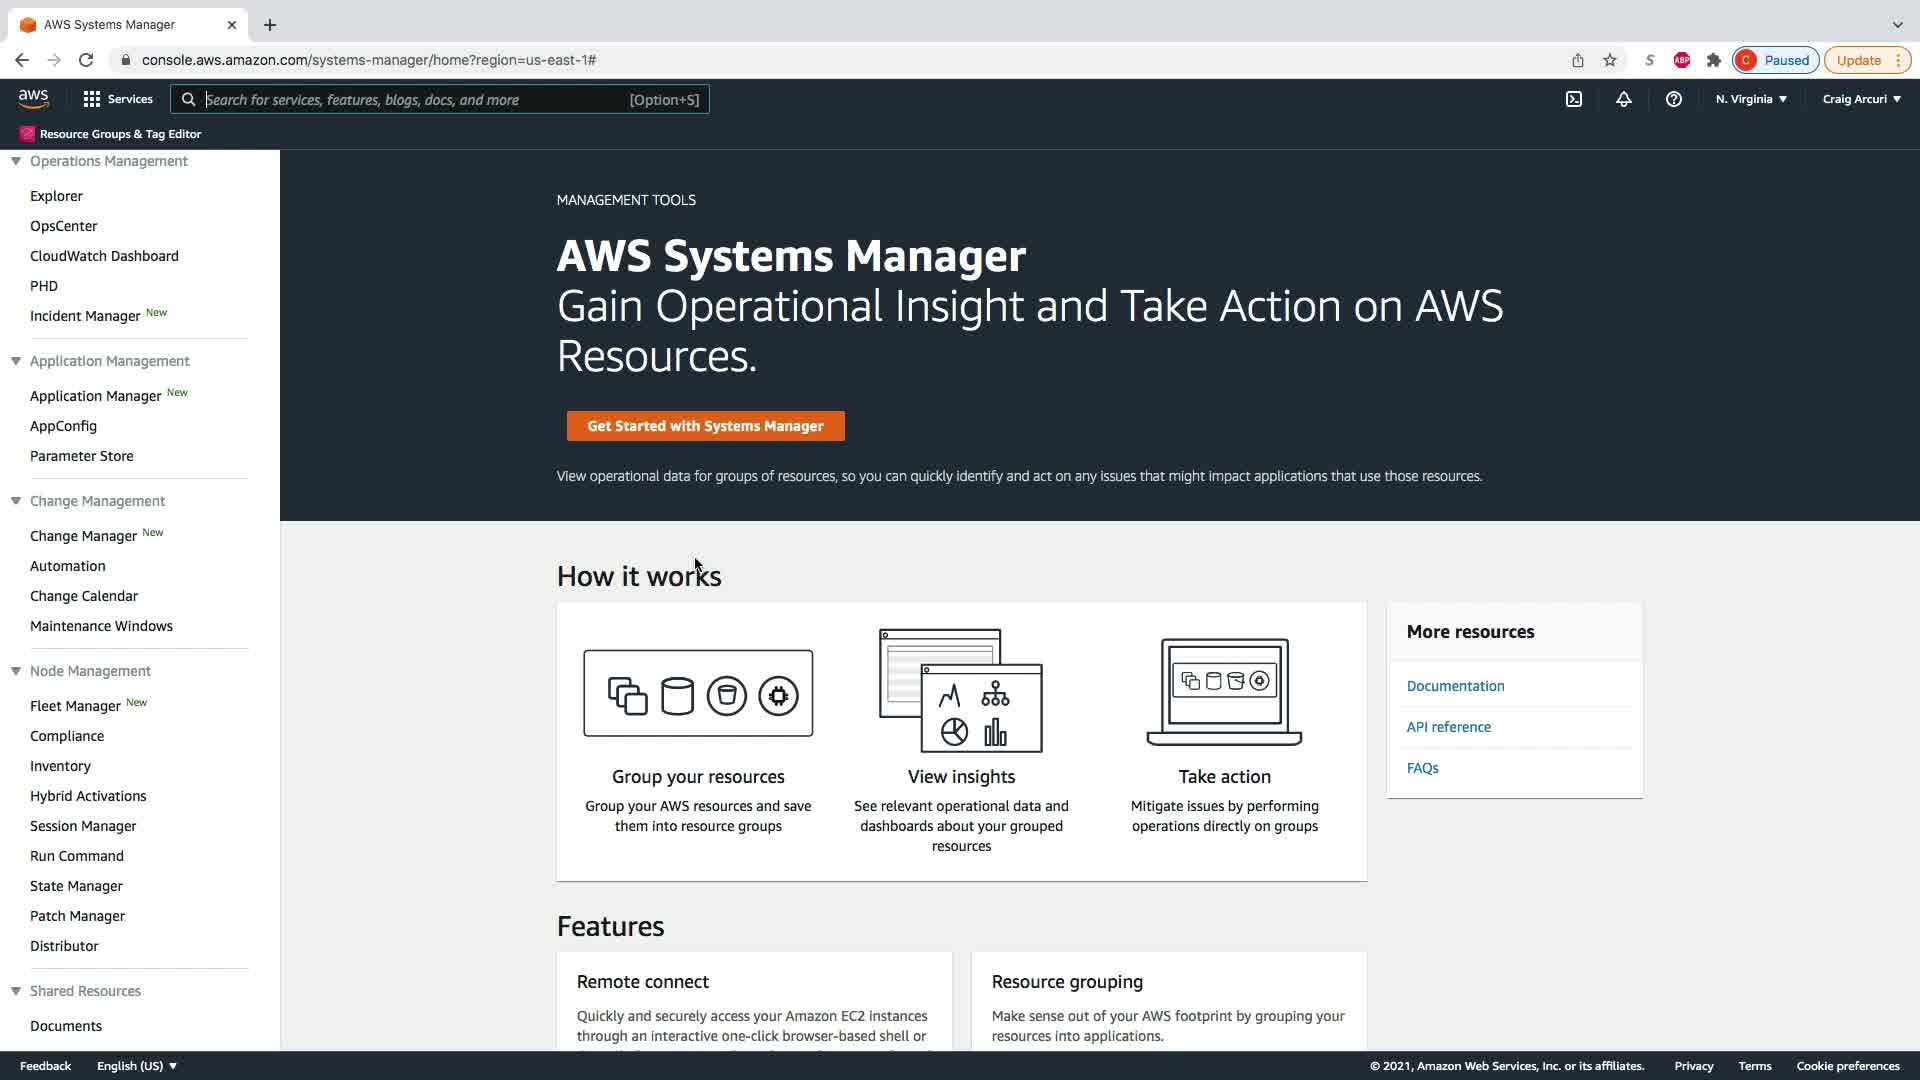 AWS Systems Manager
console.aws.amazon.com/systems-manager/home?region=us-east-1#
S
ABP
C Paused
Update
aws
Services
Search for services, features, blogs, docs, and more [Option+S]
N. Virginia
Craig Arcuri
Resource Groups & Tag Editor
Operations Management
Explorer
OpsCenter
CloudWatch Dashboard
PHD
Incident Manager New
Application Management
Application Manager New
AppConfig
Parameter Store
Change Management
Change Manager New
Automation
Change Calendar
Maintenance Windows
Node Management
Fleet Manager New
Compliance
Inventory
Hybrid Activations
Session Manager
Run Command
State Manager
Patch Manager
Distributor
Shared Resources
Documents
MANAGEMENT TOOLS
AWS Systems Manager
Gain Operational Insight and Take Action on AWS
Resources.
Get Started with Systems Manager
View operational data for groups of resources, so you can quickly identify and act on any issues that might impact applications that use those resources.
How it works
Group your resources
Group your AWS resources and save
them into resource groups
View insights
See relevant operational data and
dashboards about your grouped
resources
Take action
Mitigate issues by performing
operations directly on groups
More resources
Documentation
API reference
FAQs
Features
Remote connect
Quickly and securely access your Amazon EC2 instances
through an interactive one-click browser-based shell or
Resource grouping
Make sense out of your AWS footprint by grouping your
resources into applications.
Feedback
English (US)
© 2021, Amazon Web Services, Inc. or its affiliates.
Privacy
Terms
Cookie preferences